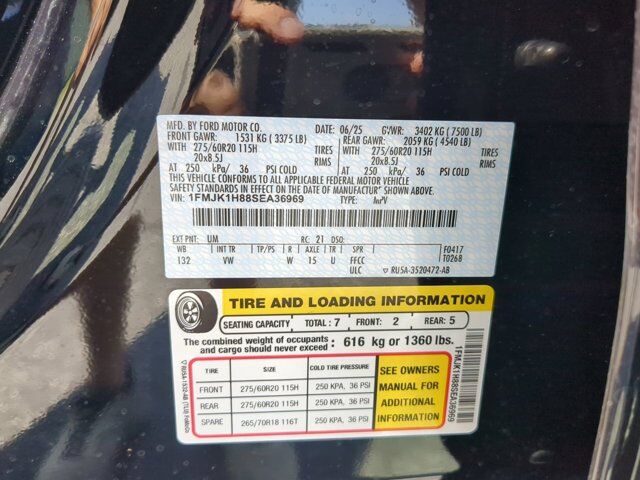 MFD. BY FORD MOTOR CO. DATE: 06/25 GVWR: 3402 KG ( 7500 LB)
FRONT GAWR: 1531 KG ( 3375 LB) REAR GAWR: 2059 KG ( 4540 LB)
WITH 275/60R20 115H TIRES WITH 275/60R20 115H TIRES
20x8.5J RIMS 20x8.5J RIMS
AT 250 kPa/ 36 PSI COLD AT 250 kPa/ 36 PSI COLD
THIS VEHICLE CONFORMS TO ALL APPLICABLE FEDERAL MOTOR VEHICLE
SAFETY STANDARDS IN EFFECT ON THE DATE OF MANUFACTURE SHOWN ABOVE.
VIN: 1FMJK1H88SEA36969 TYPE: MPV
EXT PNT: UM RC: 21 DSO:
WB INT TR TP/PS R AXLE TR SPR F0417
132 VW W 15 U FFCC T0268
ULC RU5A-3520472-AB
TIRE AND LOADING INFORMATION
SEATING CAPACITY TOTAL: 7 FRONT: 2 REAR: 5
The combined weight of occupants and cargo should never exceed: 616 kg or 1360 lbs.
TIRE SIZE COLD TIRE PRESSURE
FRONT 275/60R20 115H 250 KPA, 36 PSI
REAR 275/60R20 115H 250 KPA, 36 PSI
SPARE 265/70R18 116T 250 KPA, 36 PSI
SEE OWNERS
MANUAL FOR
ADDITIONAL
INFORMATION
1FMJK1H88SEA36969